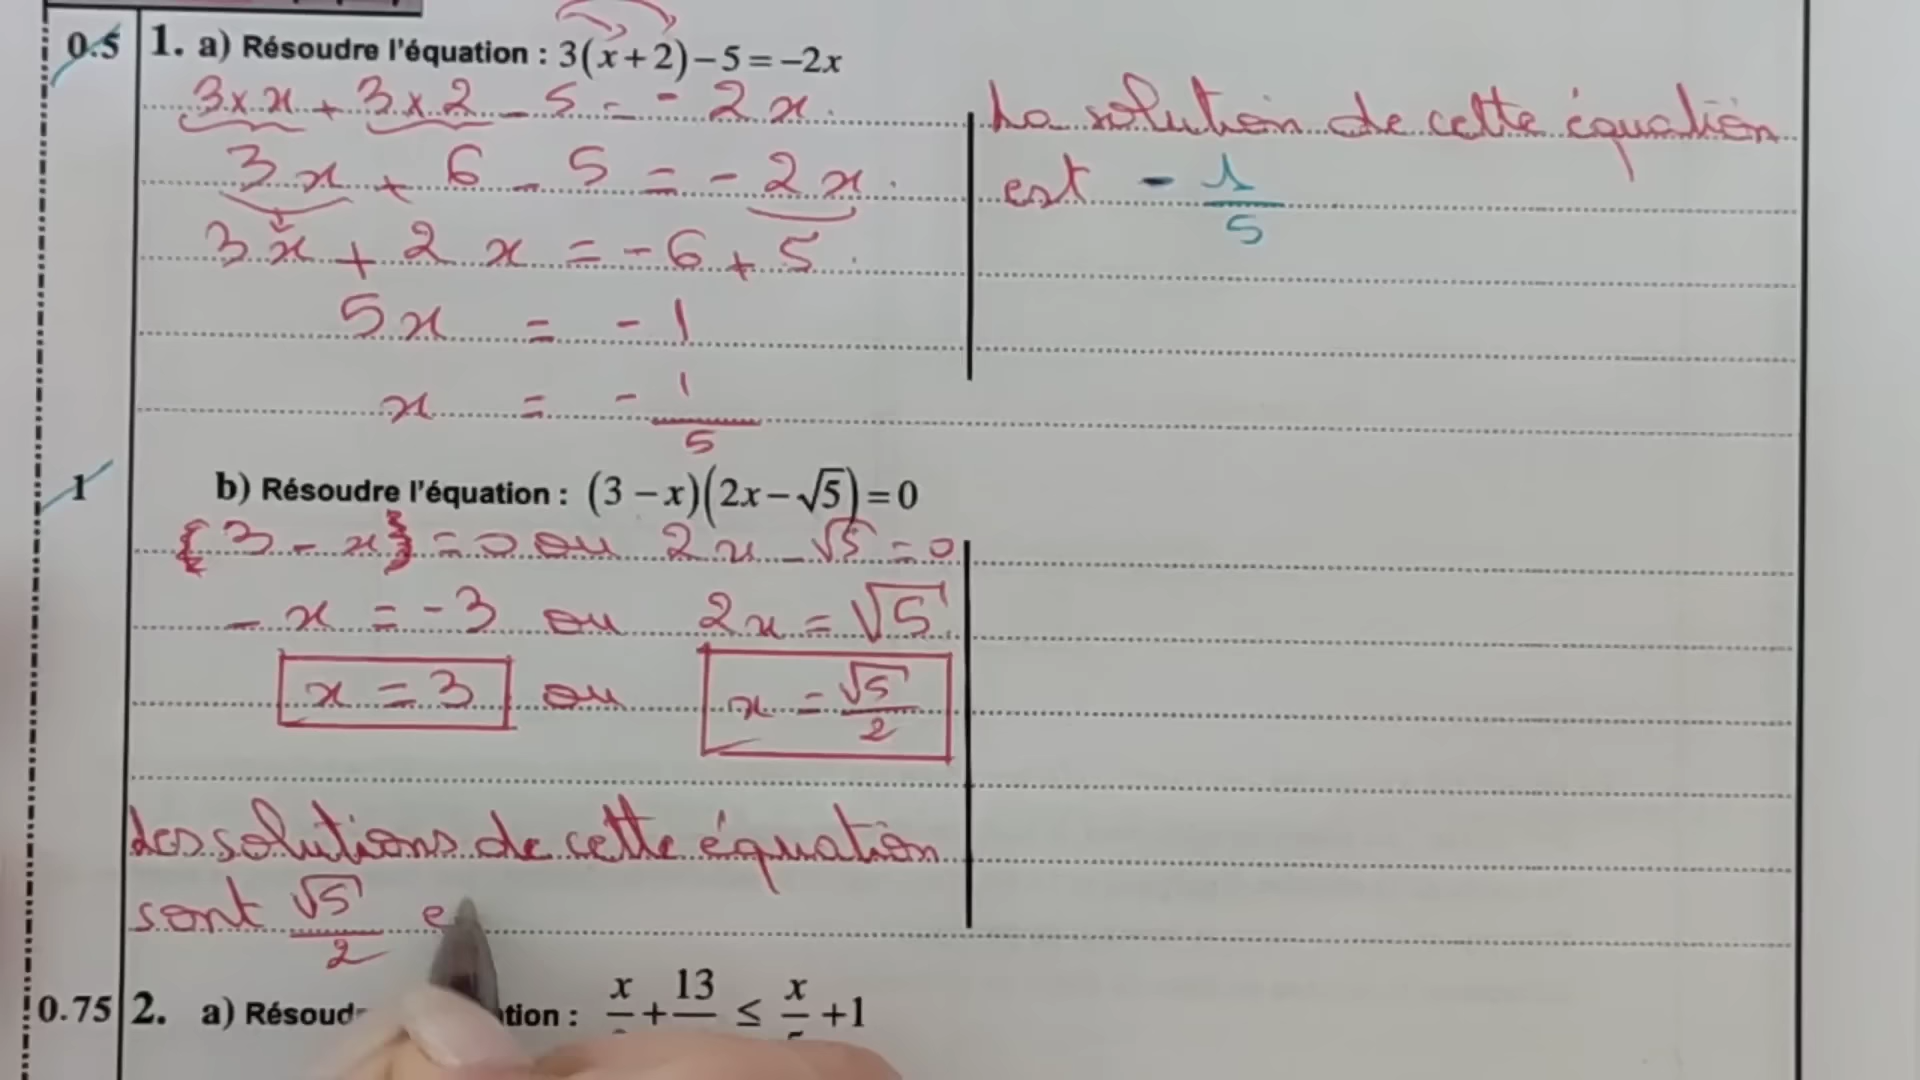 0.5 1. a) Résoudre l'équation : 3(x+2)−5=−2x
3×x + 3×2 − 5 = −2x.
3x + 6 − 5 = −2x.
3x + 2x = −6 + 5.
5x = −1
x = −1/5
La solution de cette équation
est −1/5
1 b) Résoudre l'équation : (3−x)(2x−√5)=0
{3−x}=0 ou 2x−√5=0
−x = −3 ou 2x = √5
x = 3 ou x = √5/2
Les solutions de cette équation
sont √5/2 e
0.75 2. a) tion : x + 13 ≤ x + 1